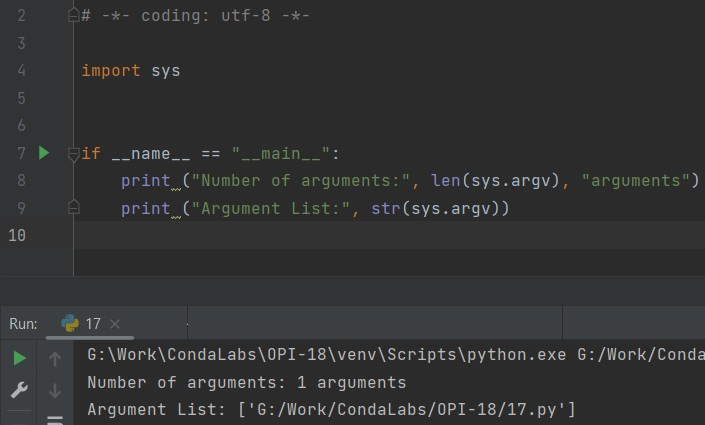 2 # -*- coding: utf-8 -*-
3
4 import sys
5
6
7 if __name__ == "__main__":
8 print ("Number of arguments:", len(sys.argv), "arguments")
9 print ("Argument List:", str(sys.argv))
10
Run: 17
G:\Work\CondaLabs\OPI-18\venv\Scripts\python.exe G:/Work/Conda
Number of arguments: 1 arguments
Argument List: ['G:/Work/CondaLabs/OPI-18/17.py']